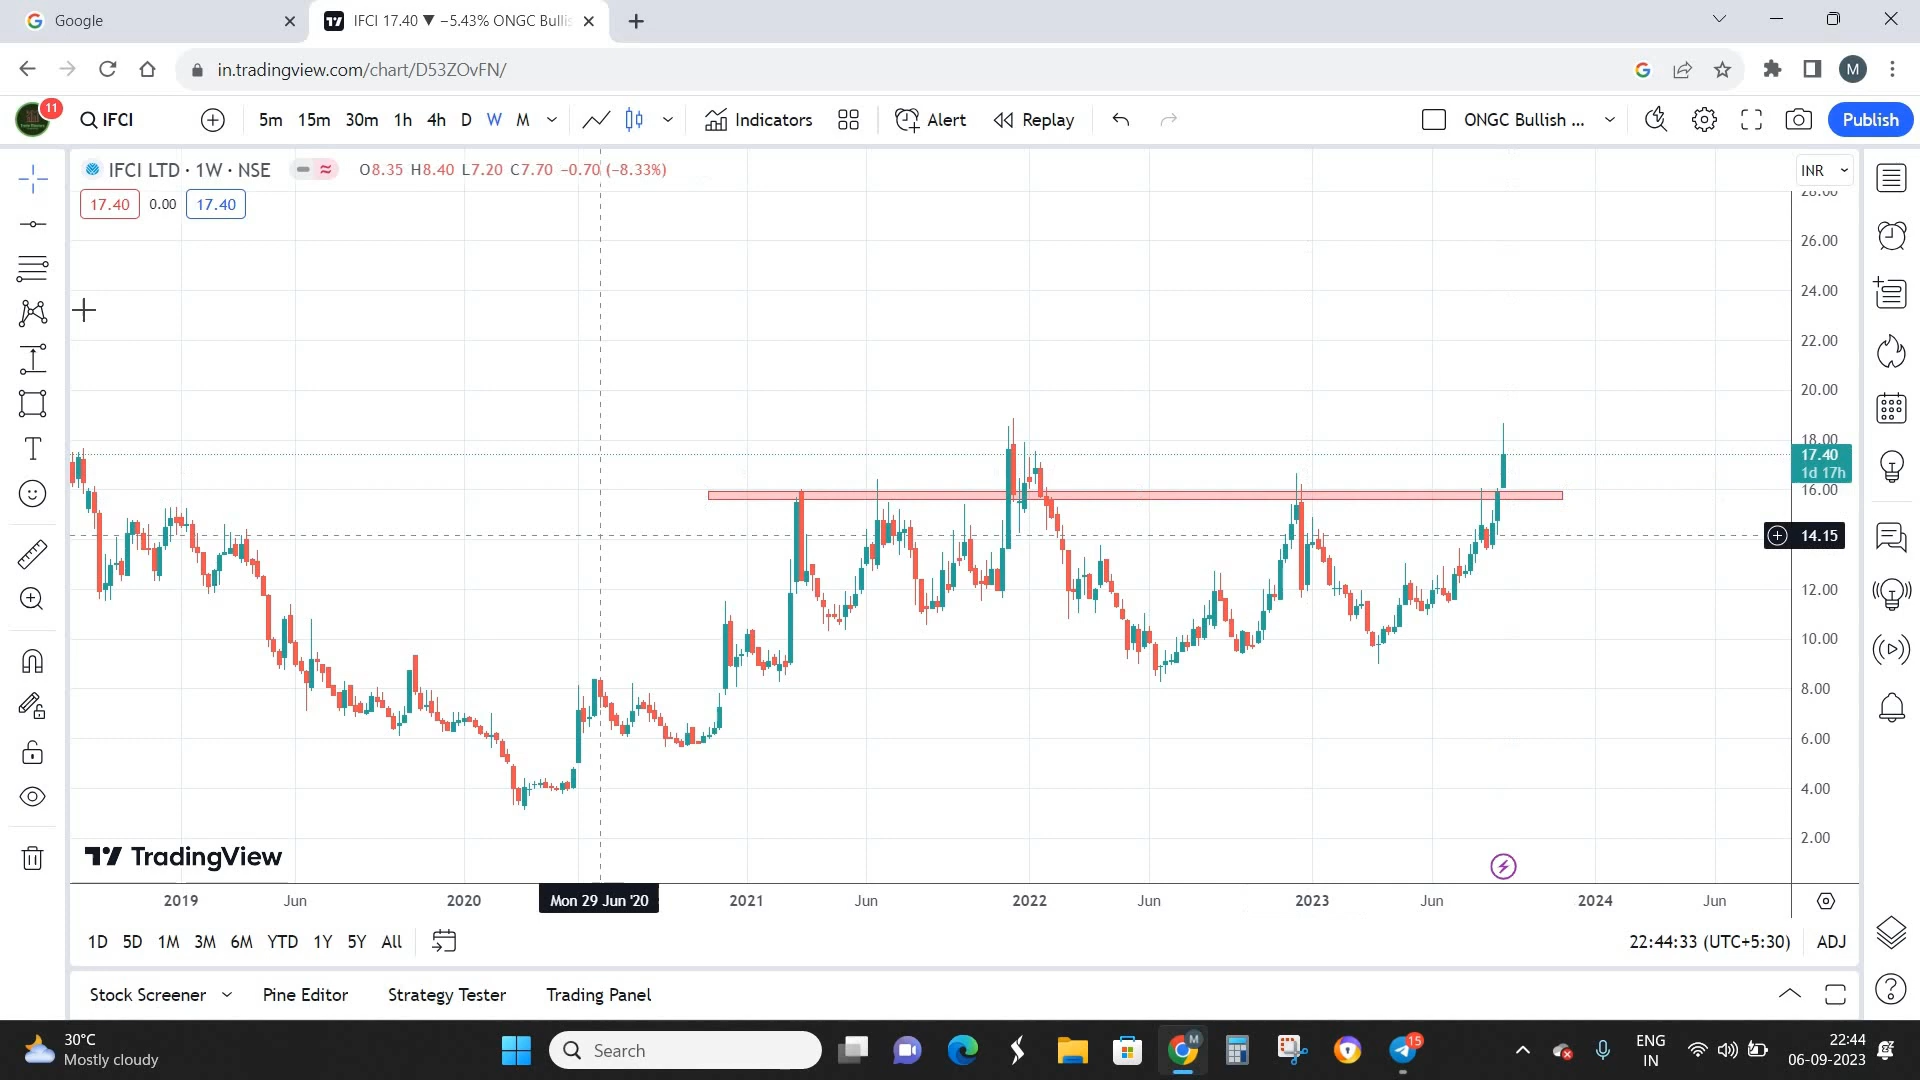 Google
IFCI 17.40 ▼ −5.43% ONGC Bullis
in.tradingview.com/chart/D53ZOvFN/
M
11
IFCI
5m 15m 30m 1h 4h D W M
Indicators
Alert
Replay
ONGC Bullish ...
Publish
IFCI LTD · 1W · NSE
O8.35 H8.40 L7.20 C7.70 −0.70 (−8.33%)
INR
17.40 0.00 17.40
28.00
26.00
24.00
22.00
20.00
18.00
17.40
1d 17h
16.00
14.15
12.00
10.00
8.00
6.00
4.00
2.00
TradingView
2019 Jun 2020 Mon 29 Jun '20 2021 Jun 2022 Jun 2023 Jun 2024 Jun
1D 5D 1M 3M 6M YTD 1Y 5Y All
22:44:33 (UTC+5:30) ADJ
Stock Screener Pine Editor Strategy Tester Trading Panel
30°C
Mostly cloudy
Search
M
15
ENG
IN
22:44
06-09-2023